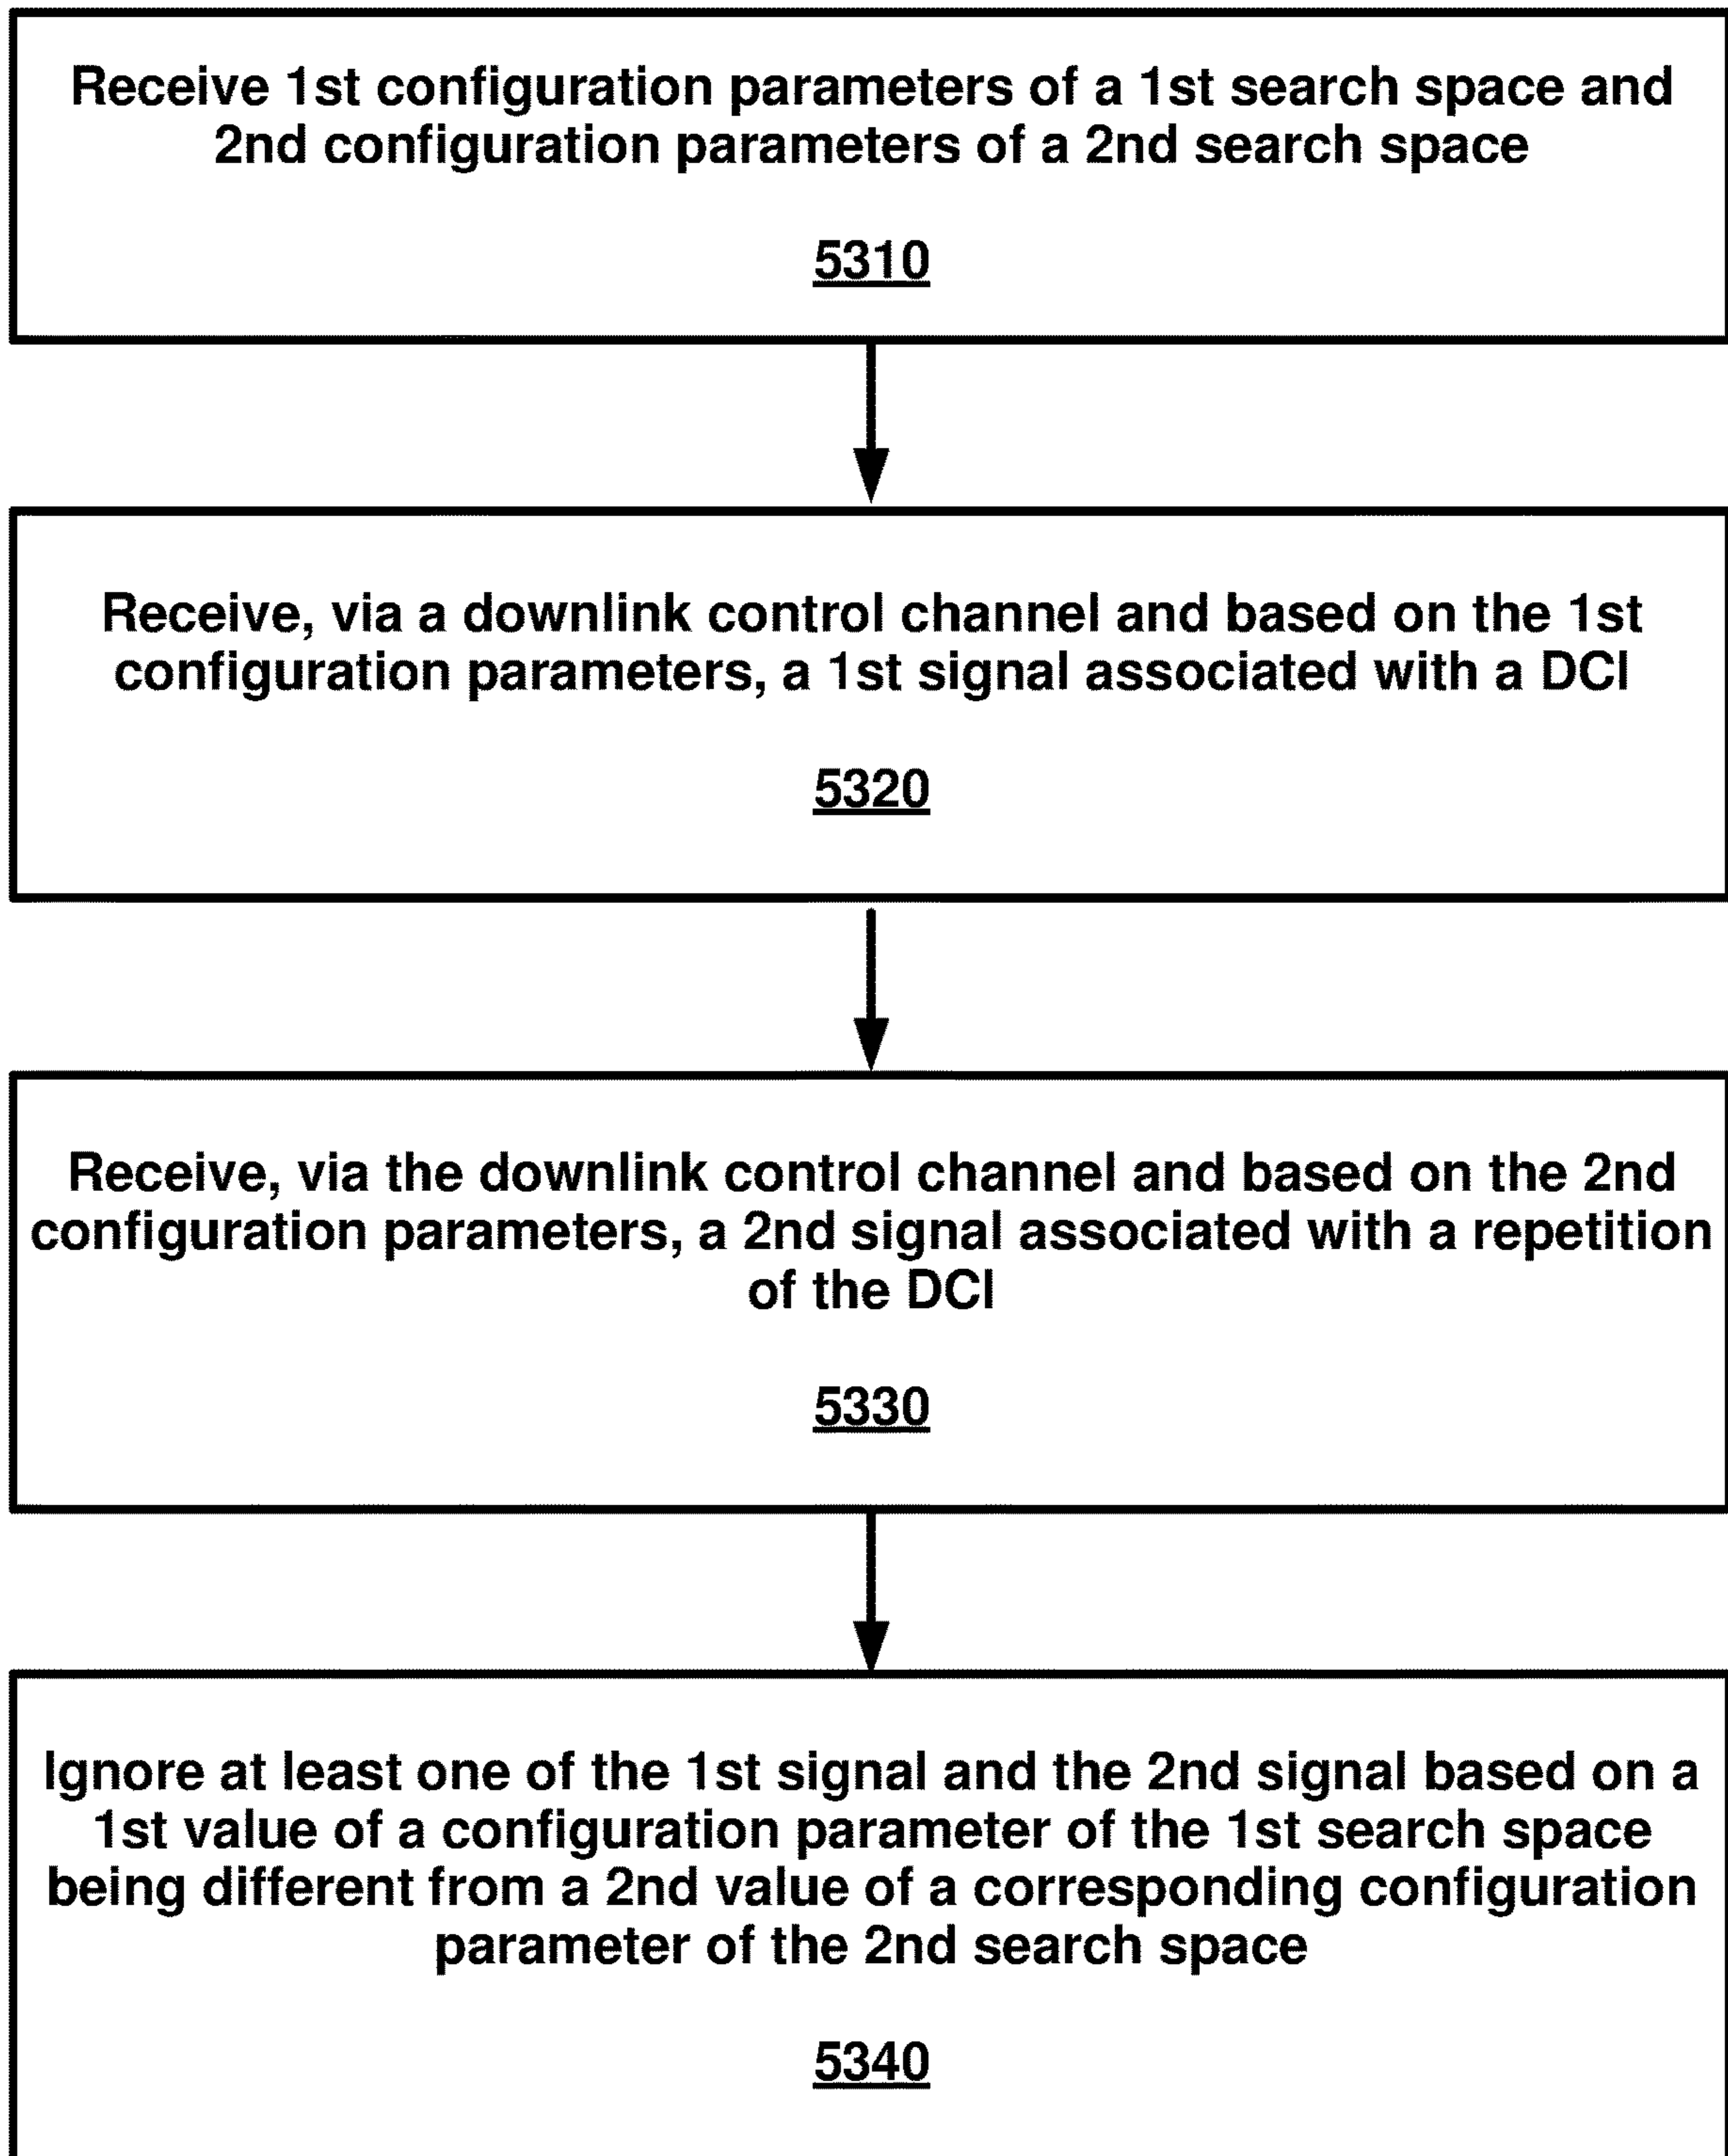 Receive 1st configuration parameters of a 1st search space and
2nd configuration parameters of a 2nd search space
5310
Receive, via a downlink control channel and based on the 1st
configuration parameters, a 1st signal associated with a DCI
5320
Receive, via the downlink control channel and based on the 2nd
configuration parameters, a 2nd signal associated with a repetition
of the DCI
5330
Ignore at least one of the 1st signal and the 2nd signal based on a
1st value of a configuration parameter of the 1st search space
being different from a 2nd value of a corresponding configuration
parameter of the 2nd search space
5340